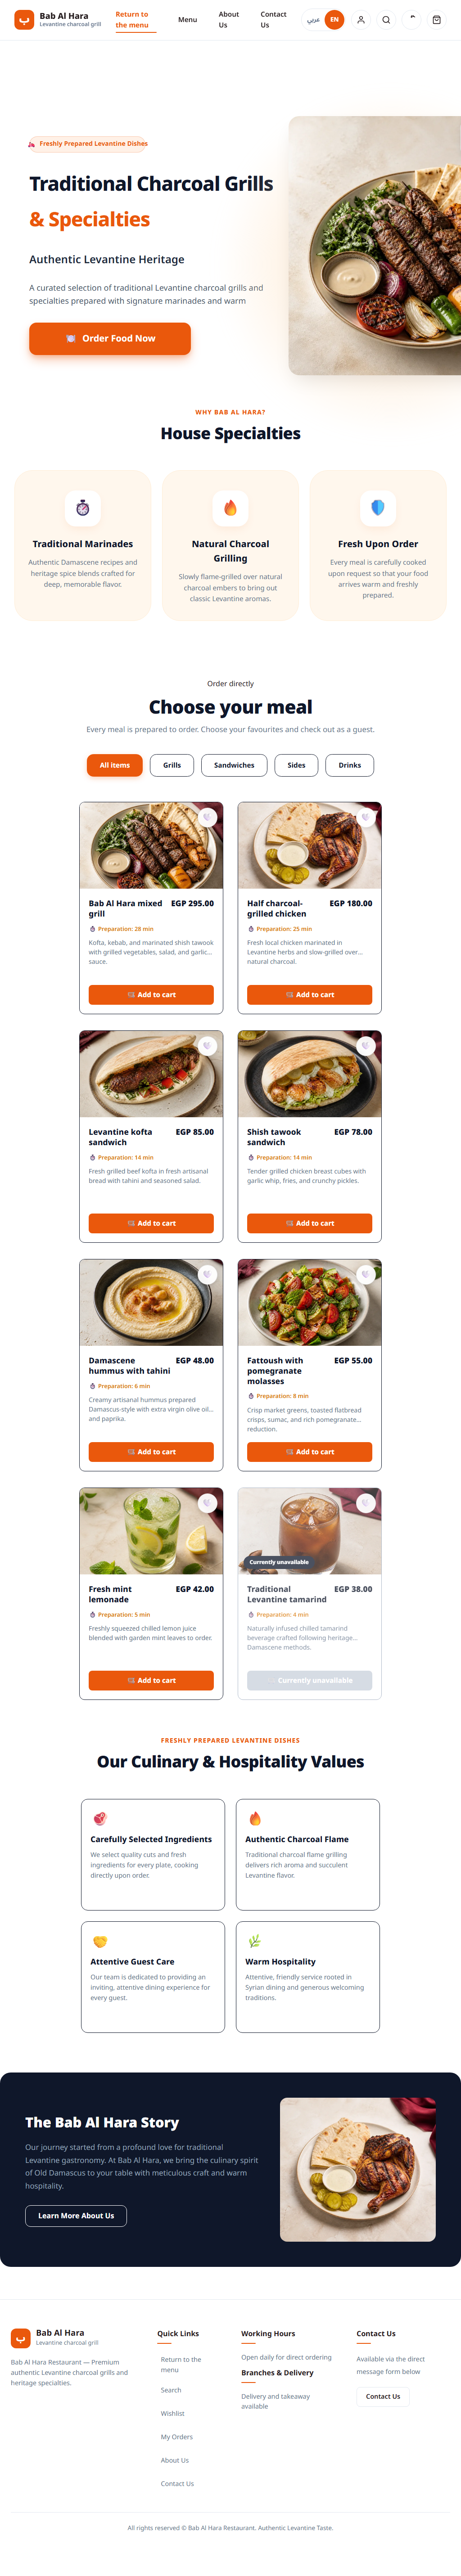 ب
Bab Al Hara
Levantine charcoal grill
Return to
the menu
Menu
About
Us
Contact
Us
عربي
EN
Freshly Prepared Levantine Dishes
Traditional Charcoal Grills
& Specialties
Authentic Levantine Heritage
A curated selection of traditional Levantine charcoal grills and
specialties prepared with signature marinades and warm
Order Food Now
WHY BAB AL HARA?
House Specialties
Traditional Marinades
Authentic Damascene recipes and
heritage spice blends crafted for
deep, memorable flavor.
Natural Charcoal
Grilling
Slowly flame-grilled over natural
charcoal embers to bring out
classic Levantine aromas.
Fresh Upon Order
Every meal is carefully cooked
upon request so that your food
arrives warm and freshly
prepared.
Order directly
Choose your meal
Every meal is prepared to order. Choose your favourites and check out as a guest.
All items
Grills
Sandwiches
Sides
Drinks
Bab Al Hara mixed
grill
EGP 295.00
Preparation: 28 min
Kofta, kebab, and marinated shish tawook
with grilled vegetables, salad, and garlic...
sauce.
Add to cart
Half charcoal-
grilled chicken
EGP 180.00
Preparation: 25 min
Fresh local chicken marinated in
Levantine herbs and slow-grilled over...
natural charcoal.
Add to cart
Levantine kofta
sandwich
EGP 85.00
Preparation: 14 min
Fresh grilled beef kofta in fresh artisanal
bread with tahini and seasoned salad.
Add to cart
Shish tawook
sandwich
EGP 78.00
Preparation: 14 min
Tender grilled chicken breast cubes with
garlic whip, fries, and crunchy pickles.
Add to cart
Damascene
hummus with tahini
EGP 48.00
Preparation: 6 min
Creamy artisanal hummus prepared
Damascus-style with extra virgin olive oil...
and paprika.
Add to cart
Fattoush with
pomegranate
molasses
EGP 55.00
Preparation: 8 min
Crisp market greens, toasted flatbread
crisps, sumac, and rich pomegranate...
reduction.
Add to cart
Fresh mint
lemonade
EGP 42.00
Preparation: 5 min
Freshly squeezed chilled lemon juice
blended with garden mint leaves to order.
Add to cart
Currently unavailable
Traditional
Levantine tamarind
EGP 38.00
Preparation: 4 min
Naturally infused chilled tamarind
beverage crafted following heritage...
Damascene methods.
Currently unavailable
FRESHLY PREPARED LEVANTINE DISHES
Our Culinary & Hospitality Values
Carefully Selected Ingredients
We select quality cuts and fresh
ingredients for every plate, cooking
directly upon order.
Authentic Charcoal Flame
Traditional charcoal flame grilling
delivers rich aroma and succulent
Levantine flavor.
Attentive Guest Care
Our team is dedicated to providing an
inviting, attentive dining experience for
every guest.
Warm Hospitality
Attentive, friendly service rooted in
Syrian dining and generous welcoming
traditions.
The Bab Al Hara Story
Our journey started from a profound love for traditional
Levantine gastronomy. At Bab Al Hara, we bring the culinary spirit
of Old Damascus to your table with meticulous craft and warm
hospitality.
Learn More About Us
ب
Bab Al Hara
Levantine charcoal grill
Bab Al Hara Restaurant — Premium
authentic Levantine charcoal grills and
heritage specialties.
Quick Links
Return to the
menu
Search
Wishlist
My Orders
About Us
Contact Us
Working Hours
Open daily for direct ordering
Branches & Delivery
Delivery and takeaway
available
Contact Us
Available via the direct
message form below
Contact Us
All rights reserved © Bab Al Hara Restaurant. Authentic Levantine Taste.